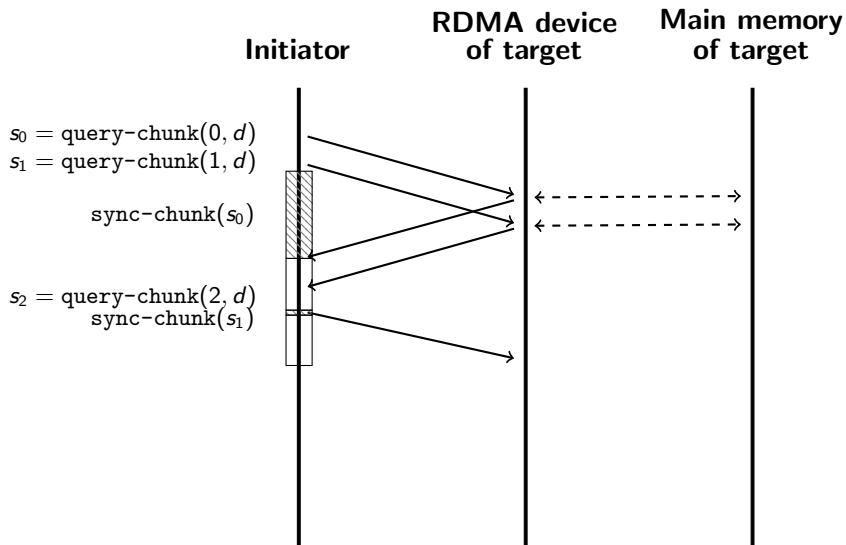 Initiator
RDMA device
of target
Main memory
of target
s₀ = query-chunk(0, d)
s₁ = query-chunk(1, d)
sync-chunk(s₀)
s₂ = query-chunk(2, d)
sync-chunk(s₁)